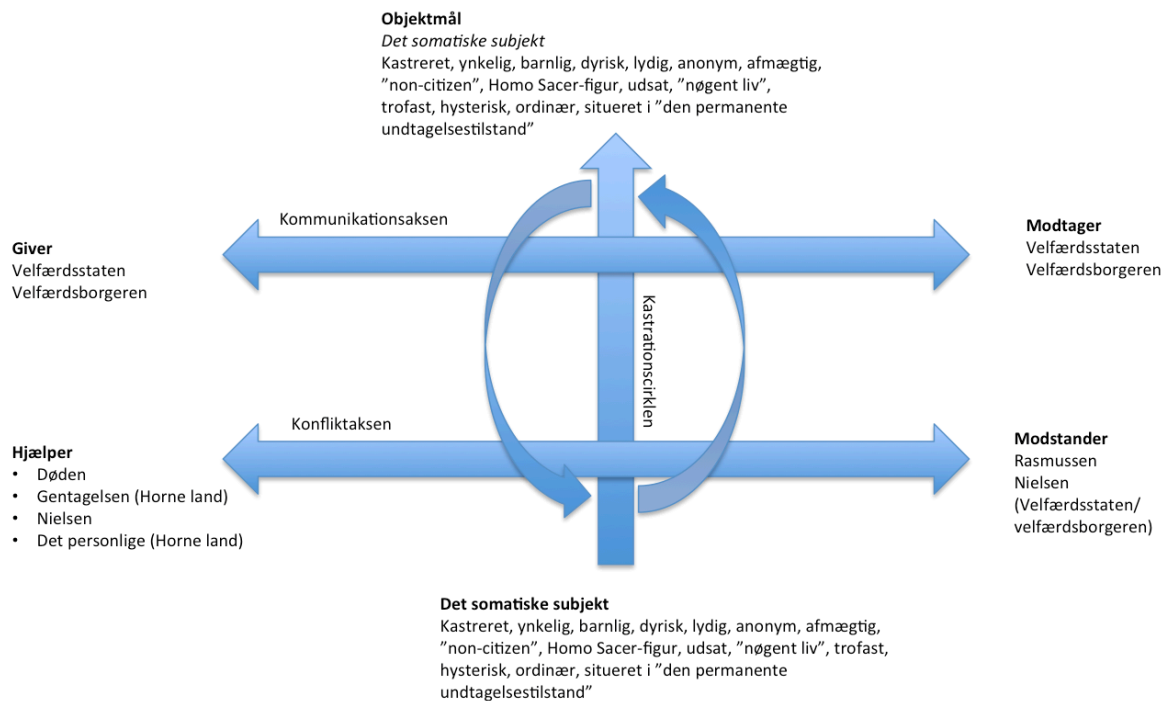 Objektmål
Det somatiske subjekt
Kastreret, ynkelig, barnlig, dyrisk, lydig, anonym, afmægtig,
”non-citizen”, Homo Sacer-figur, udsat, ”nøgent liv”,
trofast, hysterisk, ordinær, situeret i ”den permanente
undtagelsestilstand”
Kommunikationsaksen
Giver
Velfærdsstaten
Velfærdsborgeren
Modtager
Velfærdsstaten
Velfærdsborgeren
Kastrationscirklen
Konfliktaksen
Hjælper
• Døden
• Gentagelsen (Horne land)
• Nielsen
• Det personlige (Horne land)
Modstander
Rasmussen
Nielsen
(Velfærdsstaten/
velfærdsborgeren)
Det somatiske subjekt
Kastreret, ynkelig, barnlig, dyrisk, lydig, anonym, afmægtig,
”non-citizen”, Homo Sacer-figur, udsat, ”nøgent liv”, trofast,
hysterisk, ordinær, situeret i ”den permanente
undtagelsestilstand”